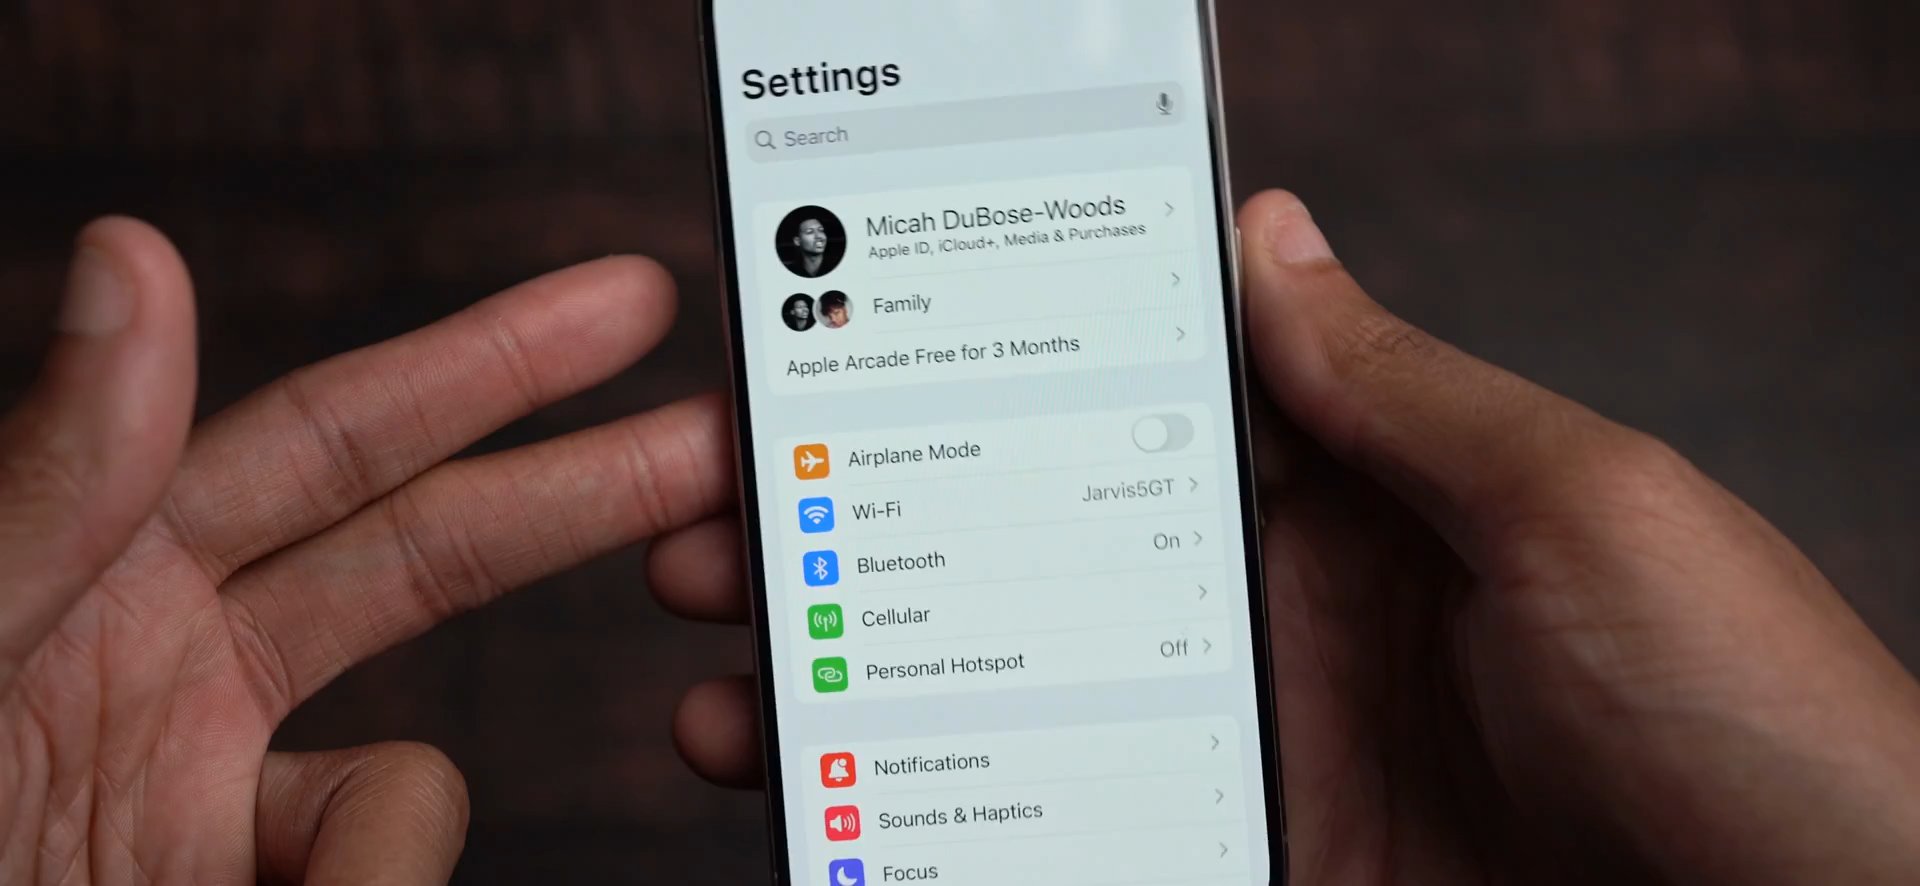 Settings
Search
Micah DuBose-Woods
Apple ID, iCloud+, Media & Purchases
Family
Apple Arcade Free for 3 Months
Airplane Mode
Wi-Fi Jarvis5GT
Bluetooth On
Cellular
Personal Hotspot Off
Notifications
Sounds & Haptics
Focus